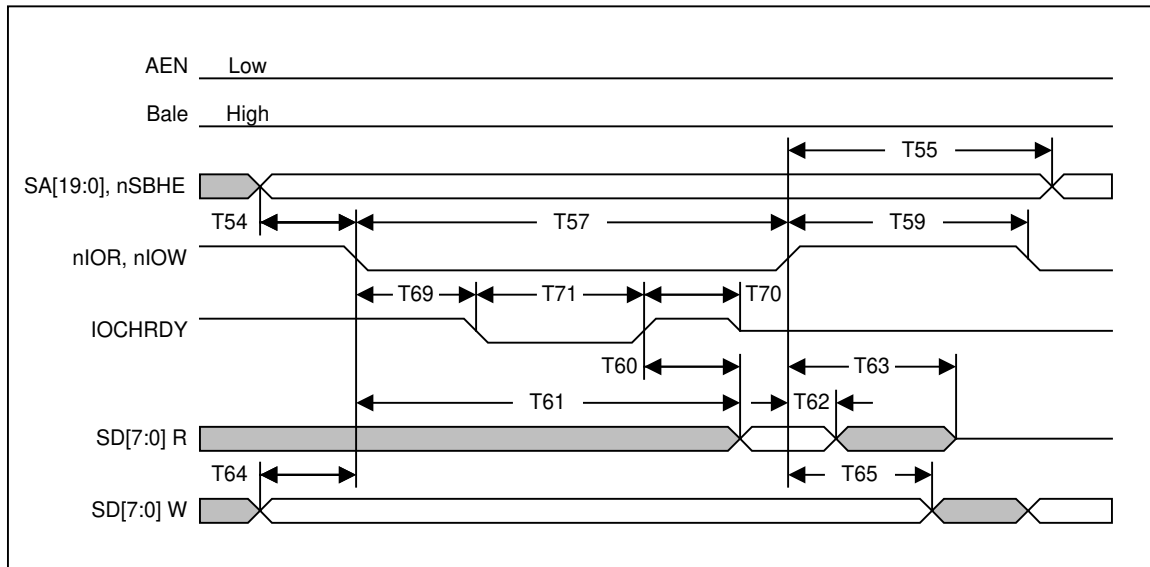 AEN Low
Bale High
T55
SA[19:0], nSBHE
T54 T57 T59
nIOR, nIOW
T69 T71 T70
IOCHRDY
T60 T63
T61 T62
SD[7:0] R
T64 T65
SD[7:0] W